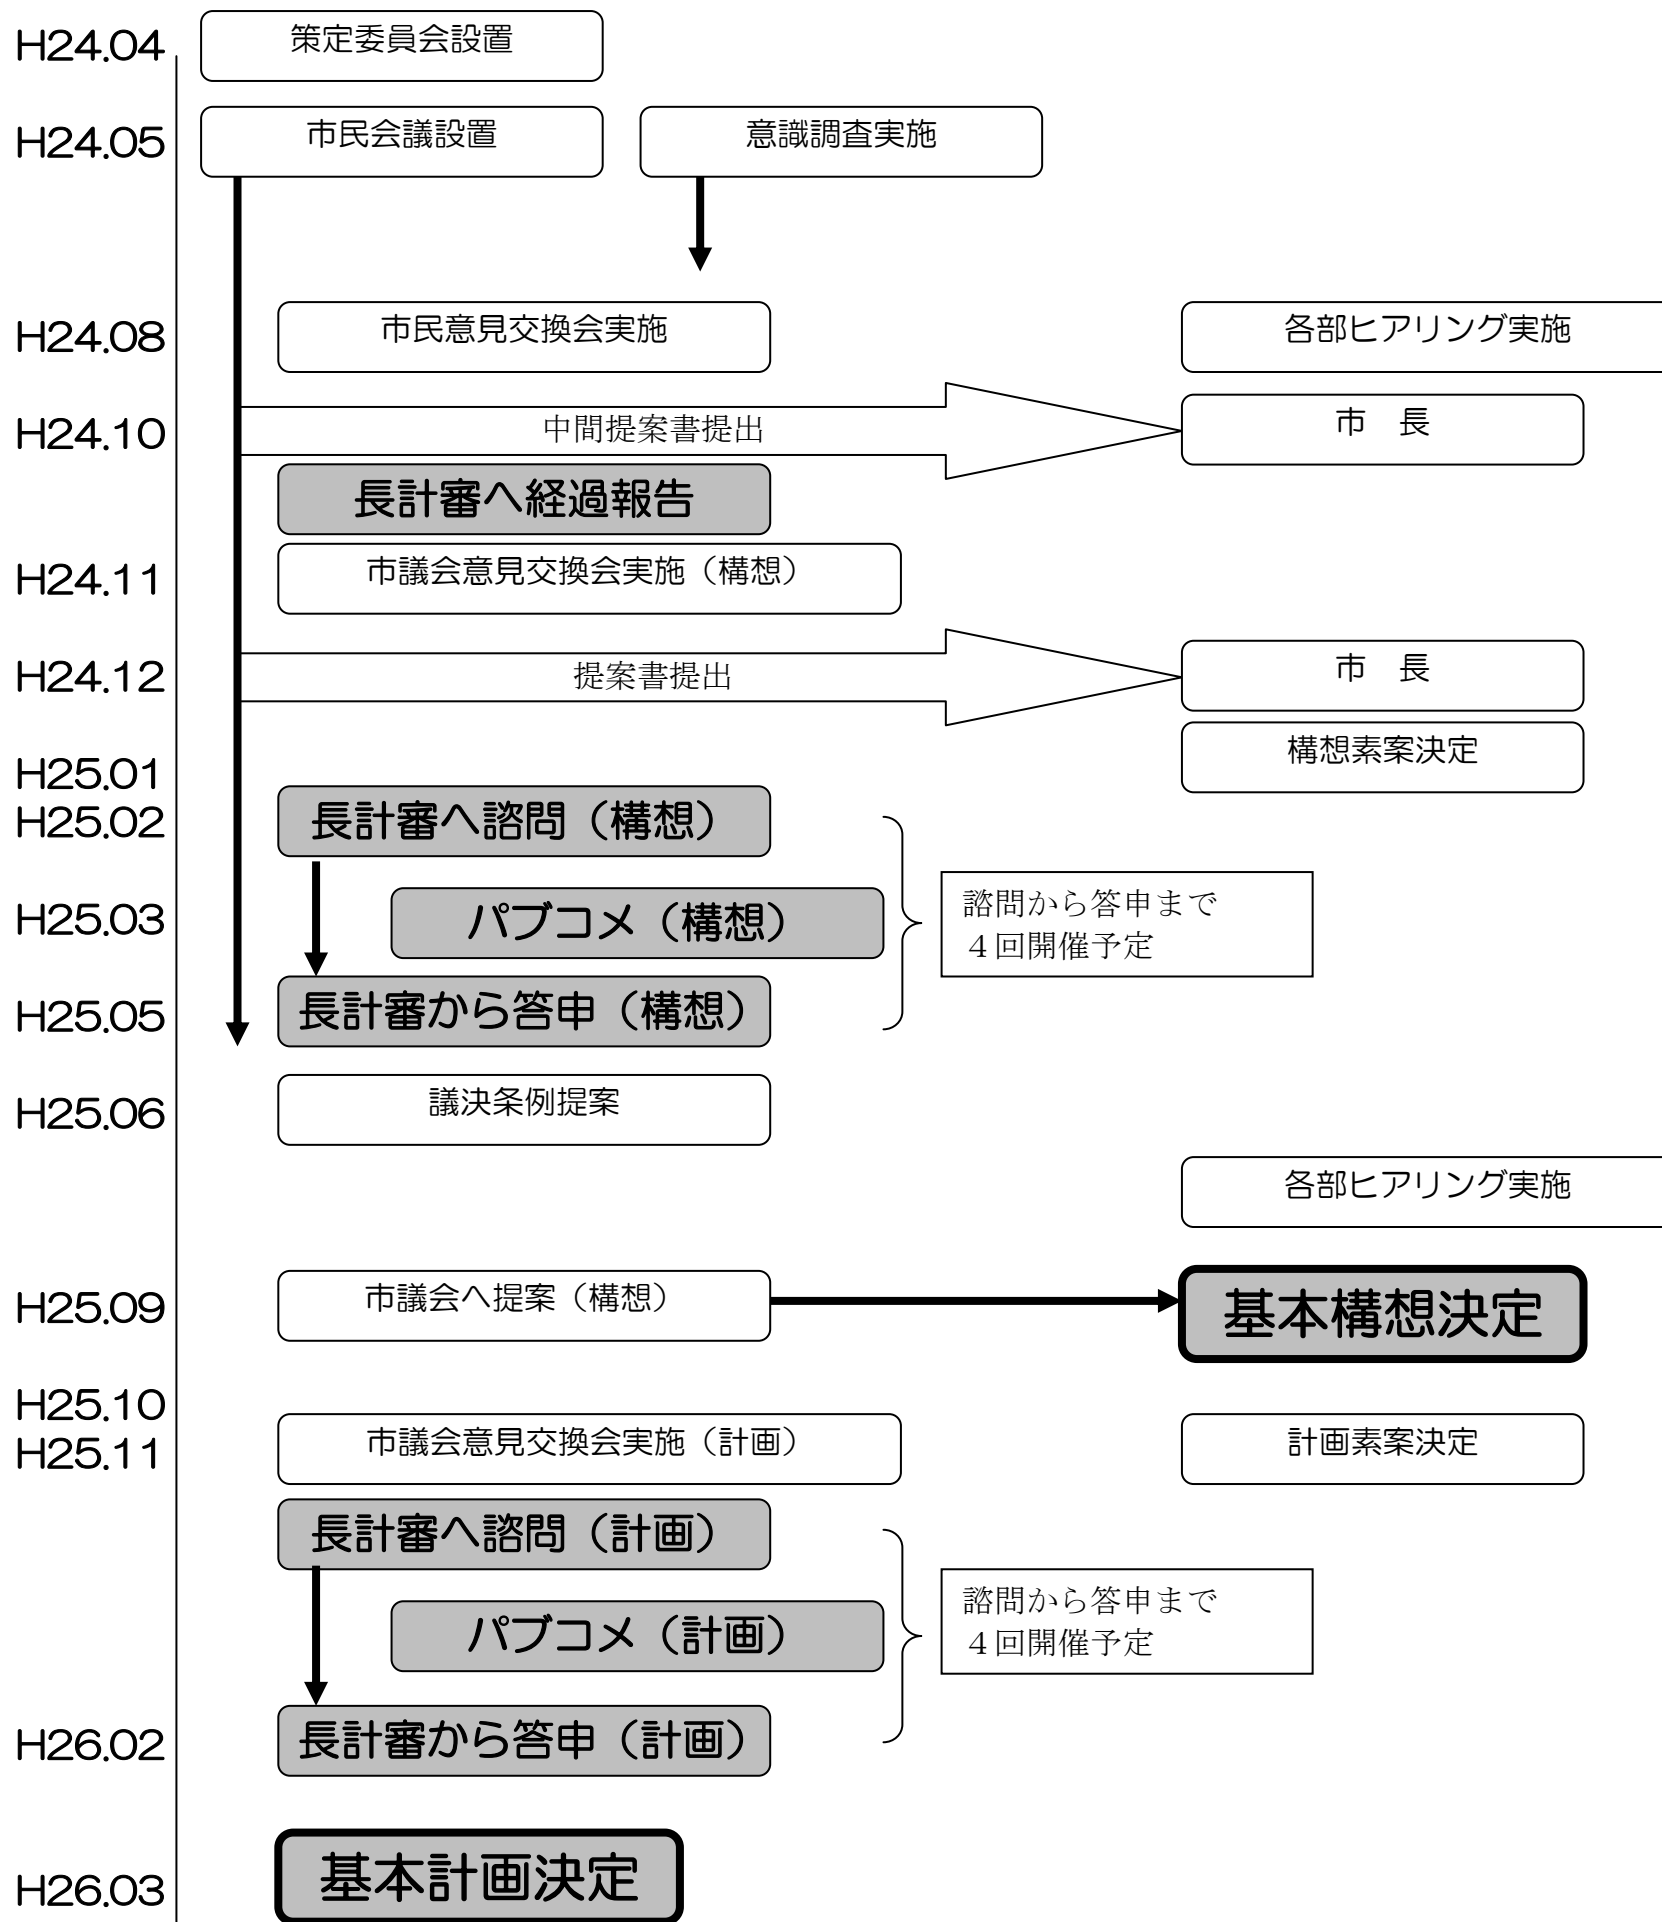 H24.04
策定委員会設置
H24.05
市民会議設置
意識調査実施
H24.08
市民意見交換会実施
各部ヒアリング実施
H24.10
中間提案書提出
市　長
長計審へ経過報告
H24.11
市議会意見交換会実施（構想）
H24.12
提案書提出
市　長
構想素案決定
H25.01
H25.02
長計審へ諮問（構想）
H25.03
パブコメ（構想）
諮問から答申まで
４回開催予定
H25.05
長計審から答申（構想）
H25.06
議決条例提案
各部ヒアリング実施
H25.09
市議会へ提案（構想）
基本構想決定
H25.10
H25.11
市議会意見交換会実施（計画）
計画素案決定
長計審へ諮問（計画）
パブコメ（計画）
諮問から答申まで
４回開催予定
H26.02
長計審から答申（計画）
H26.03
基本計画決定